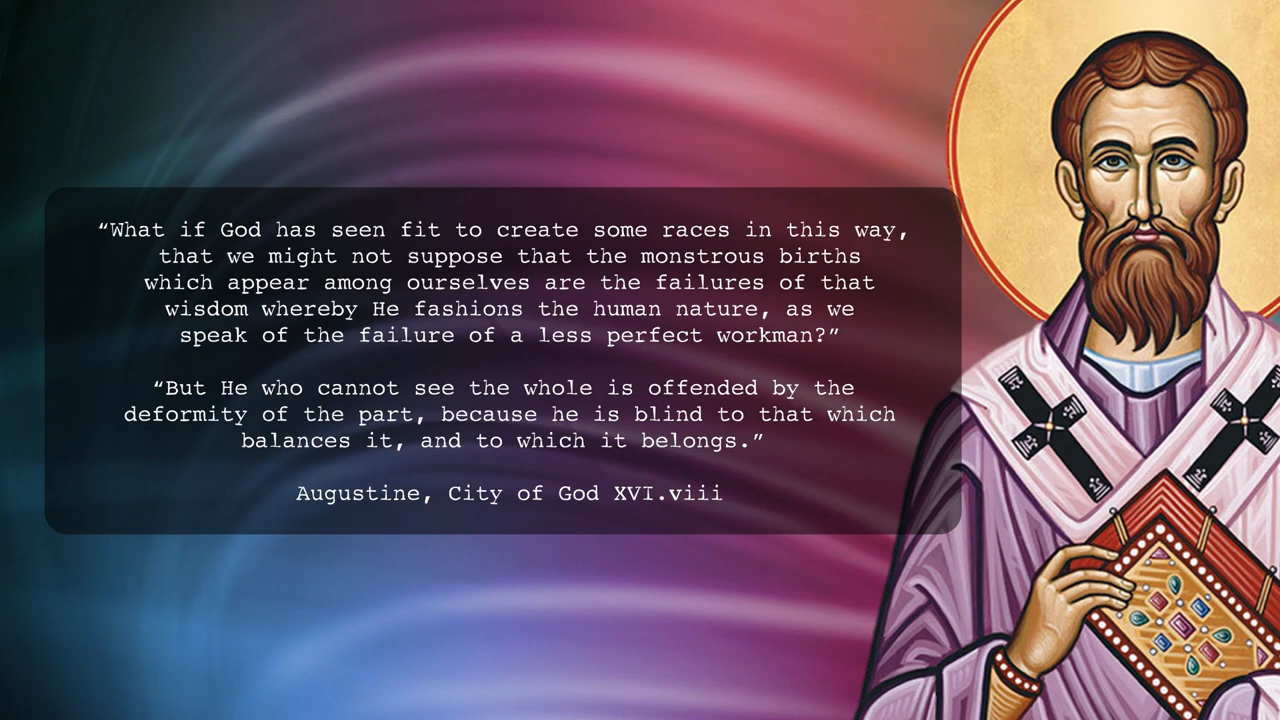 “What if God has seen fit to create some races in this way,
that we might not suppose that the monstrous births
which appear among ourselves are the failures of that
wisdom whereby He fashions the human nature, as we
speak of the failure of a less perfect workman?”
“But He who cannot see the whole is offended by the
deformity of the part, because he is blind to that which
balances it, and to which it belongs.”
Augustine, City of God XVI.viii